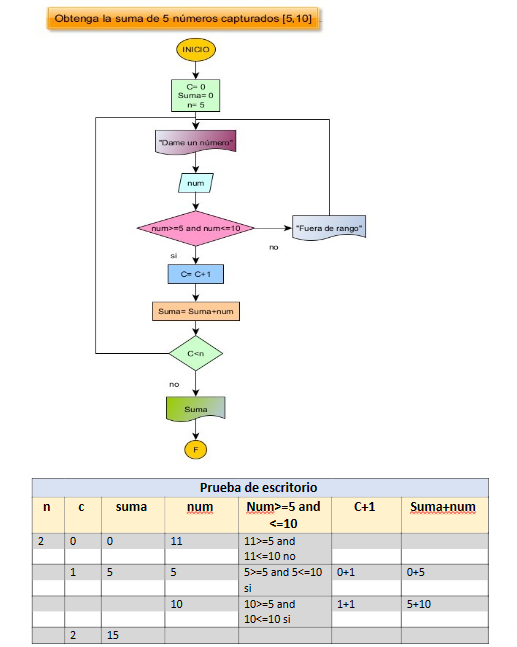 Obtenga la suma de 5 números capturados [5,10]
INICIO
C= 0
Suma= 0
n= 5
"Dame un número"
num
num>=5 and num<=10
"Fuera de rango"
no
si
C= C+1
Suma= Suma+num
C<n
no
Suma
F
Prueba de escritorio
n c suma num Num>=5 and <=10 C+1 Suma+num
2 0 0 11 11>=5 and
11<=10 no
1 5 5 5>=5 and 5<=10 0+1 0+5
si
10 10>=5 and 1+1 5+10
10<=10 si
2 15